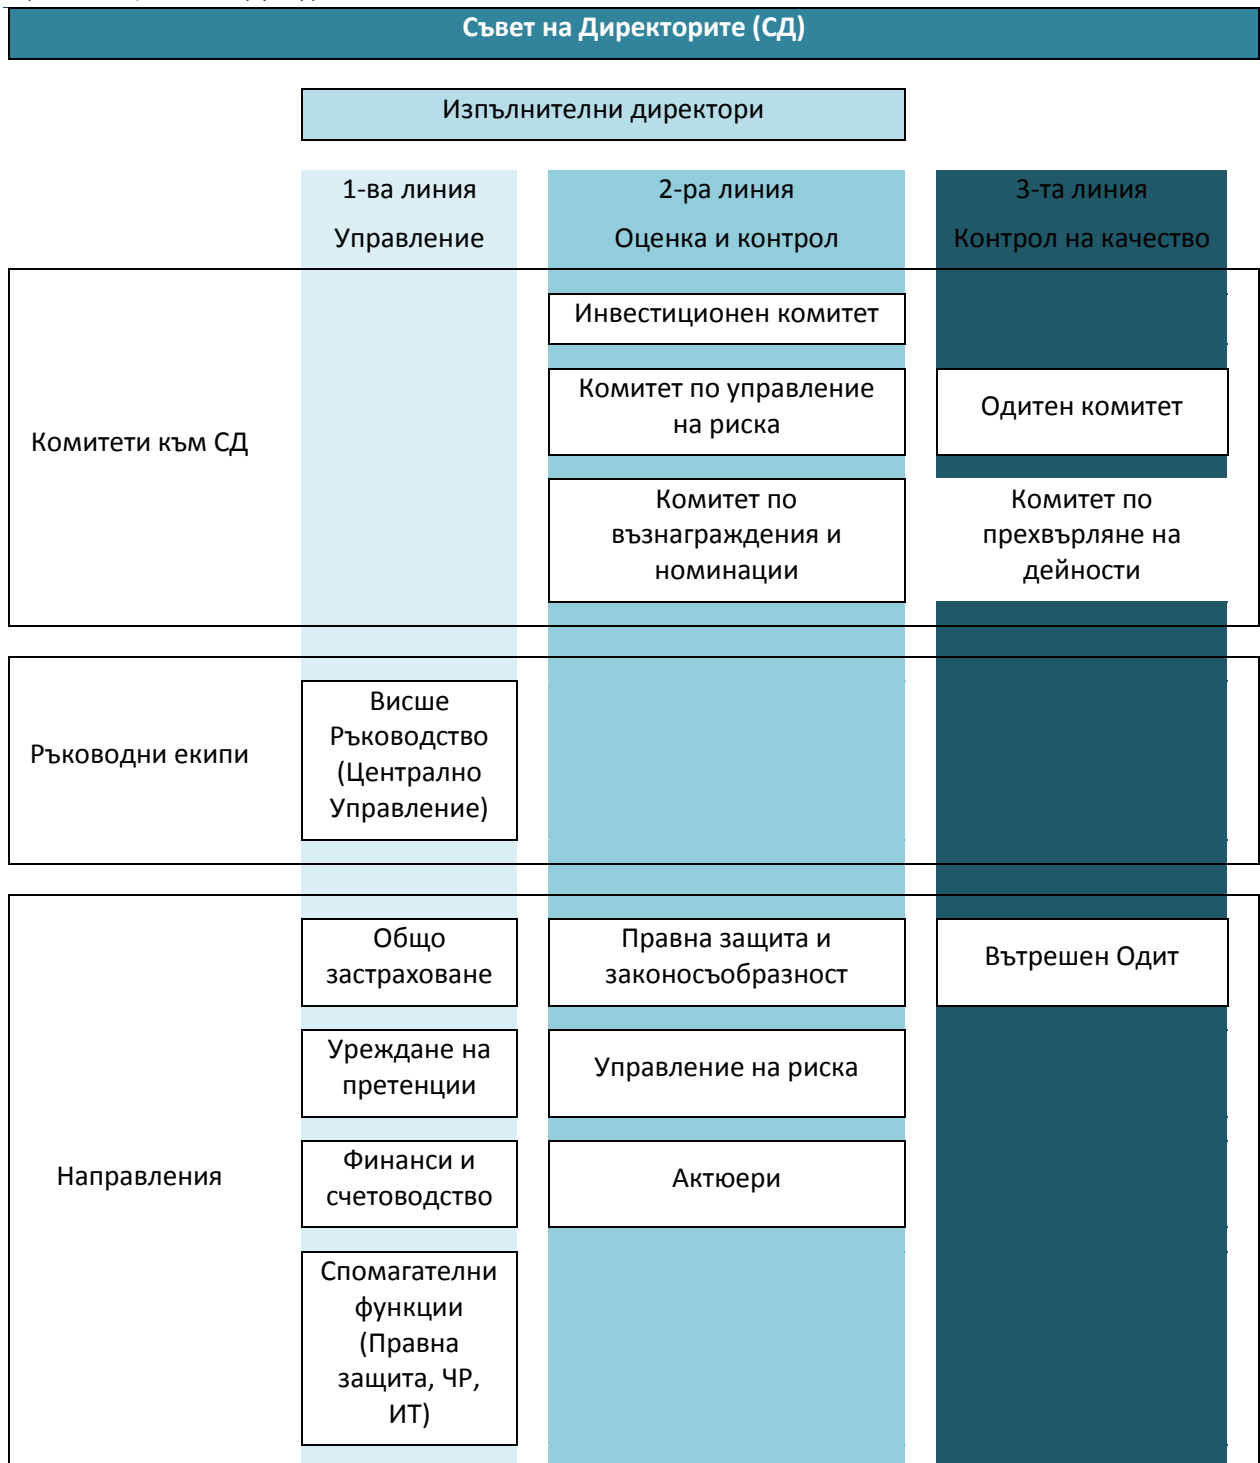 Съвет на Директорите (СД)
Изпълнителни директори
1-ва линия
Управление
2-ра линия
Оценка и контрол
3-та линия
Контрол на качество
Комитети към СД
Инвестиционен комитет
Комитет по управление
на риска
Одитен комитет
Комитет по
възнаграждения и
номинации
Комитет по
прехвърляне на
дейности
Ръководни екипи
Висше
Ръководство
(Централно
Управление)
Направления
Общо
застраховане
Правна защита и
законосъобразност
Вътрешен Одит
Уреждане на
претенции
Управление на риска
Финанси и
счетоводство
Актюери
Спомагателни
функции
(Правна
защита, ЧР,
ИТ)